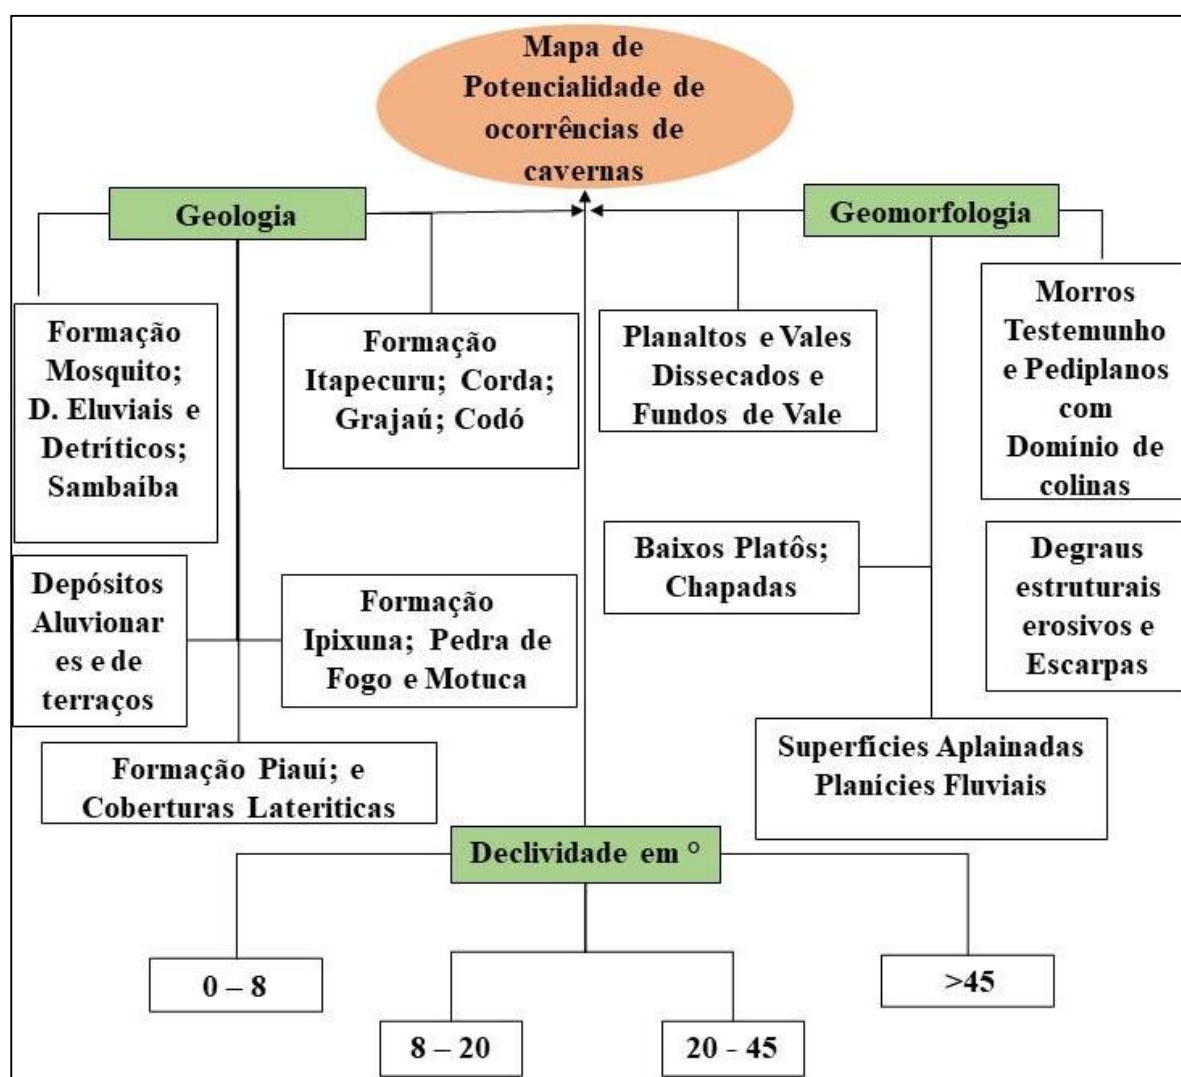 Mapa de
Potencialidade de
ocorrências de
cavernas
Geologia
Geomorfologia
Formação
Mosquito;
D. Eluviais e
Detríticos;
Sambaíba
Formação
Itapecuru; Corda;
Grajaú; Codó
Planaltos e Vales
Dissecados e
Fundos de Vale
Morros
Testemunho
e Pediplanos
com
Domínio de
colinas
Depósitos
Aluvionar
es e de
terraços
Formação
Ipixuna; Pedra de
Fogo e Motuca
Baixos Platôs;
Chapadas
Degraus
estruturais
erosivos e
Escarpas
Formação Piauí; e
Coberturas Lateriticas
Superfícies Aplainadas
Planícies Fluviais
Declividade em °
0 – 8
8 – 20
20 - 45
>45